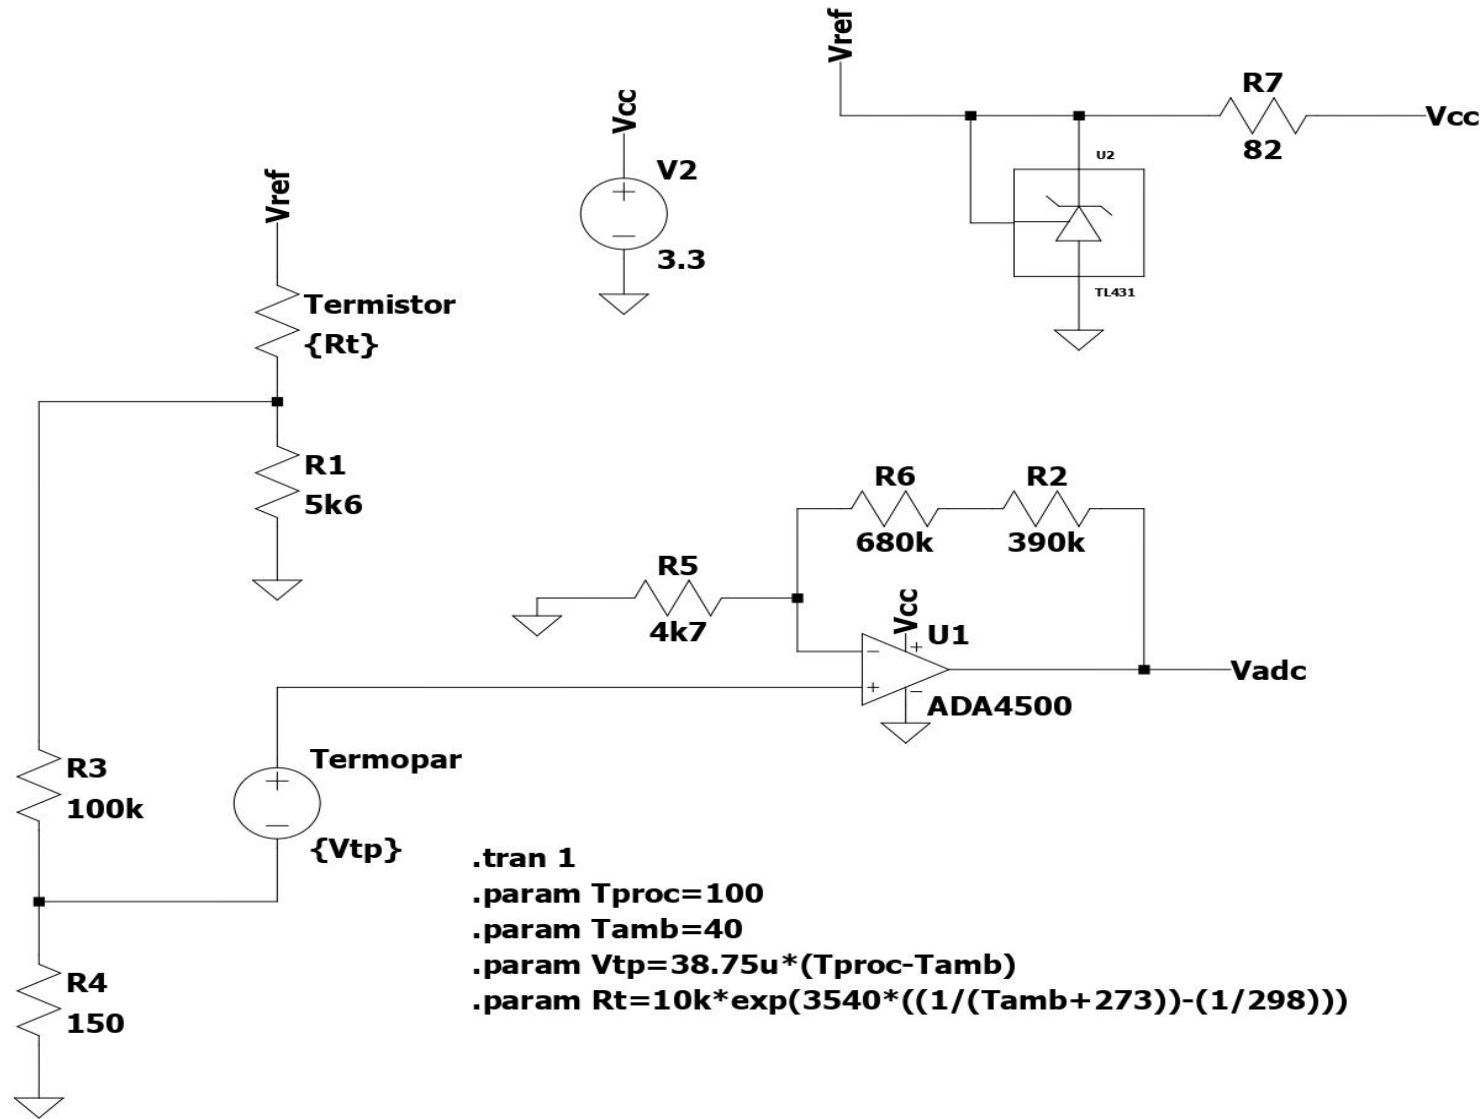 Vref
R7
82
Vcc
U2
TL431
Vcc
V2
3.3
Vref
Termistor
{Rt}
R1
5k6
R6
680k
R2
390k
R5
4k7
Vcc
U1
ADA4500
Vadc
R3
100k
Termopar
{Vtp}
R4
150
.tran 1
.param Tproc=100
.param Tamb=40
.param Vtp=38.75u*(Tproc-Tamb)
.param Rt=10k*exp(3540*((1/(Tamb+273))-(1/298)))